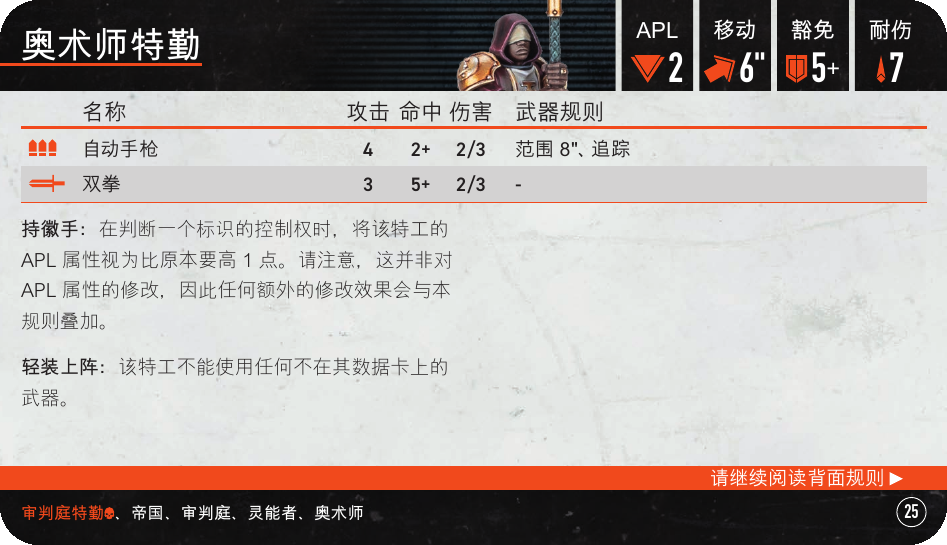 奥术师特勤
APL 移动 豁免 耐伤
2 6" 5+ 7
名称 攻击 命中 伤害 武器规则
自动手枪 4 2+ 2/3 范围 8"、追踪
双拳 3 5+ 2/3 -
持徽手：在判断一个标识的控制权时，将该特工的
APL 属性视为比原本要高 1 点。请注意，这并非对
APL 属性的修改，因此任何额外的修改效果会与本
规则叠加。
轻装上阵：该特工不能使用任何不在其数据卡上的
武器。
请继续阅读背面规则 ▶
审判庭特勤、帝国、审判庭、灵能者、奥术师
25